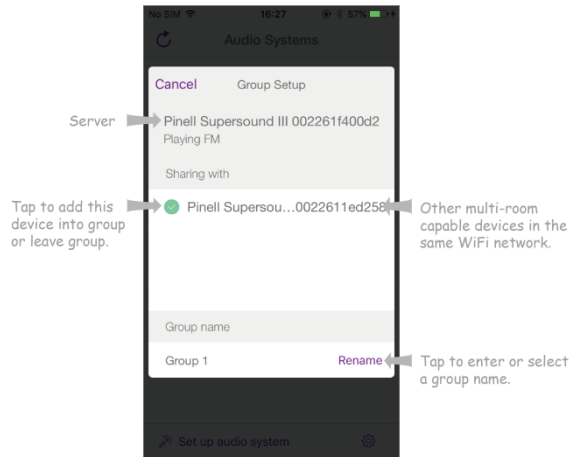 No SIM 16:27 57%
Audio Systems
Cancel Group Setup
Server
Pinell Supersound III 002261f400d2
Playing FM
Sharing with
Tap to add this
device into group
or leave group.
Pinell Supersou...0022611ed258
Other multi-room
capable devices in the
same WiFi network.
Group name
Group 1 Rename
Tap to enter or select
a group name.
Set up audio system